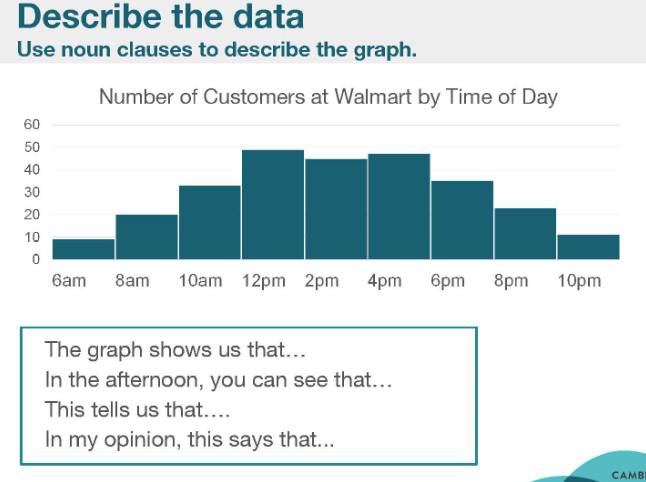 Describe the data
Use noun clauses to describe the graph.
Number of Customers at Walmart by Time of Day
60
50
40
30
20
10
0
6am 8am 10am 12pm 2pm 4pm 6pm 8pm 10pm
The graph shows us that...
In the afternoon, you can see that...
This tells us that....
In my opinion, this says that...